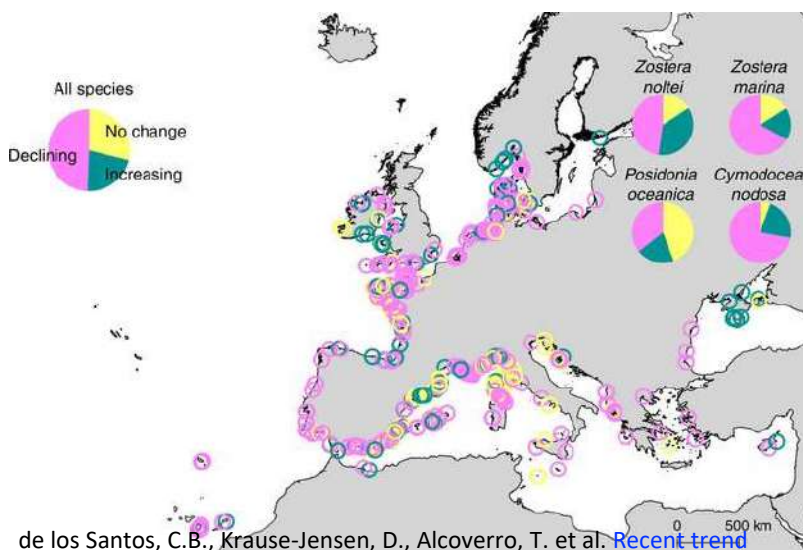 All species
No change
Declining
Increasing
Zostera
noltei
Zostera
marina
Posidonia
oceanica
Cymodocea
nodosa
0 500 km
de los Santos, C.B., Krause-Jensen, D., Alcoverro, T. et al. Recent trend